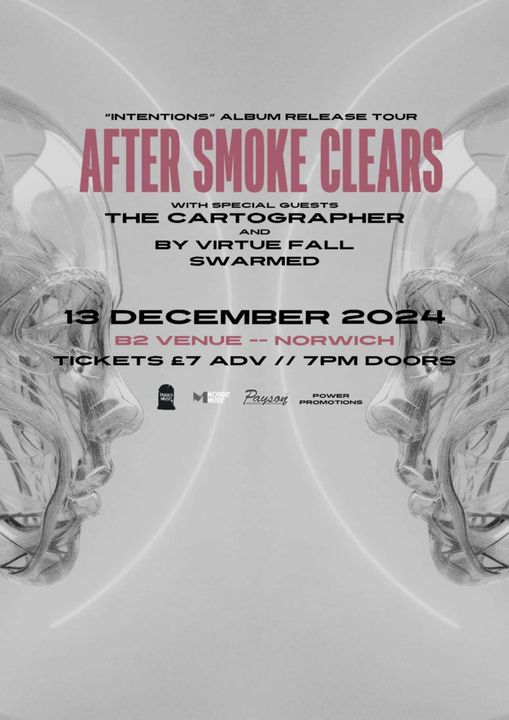 "INTENTIONS" ALBUM RELEASE TOUR
AFTER SMOKE CLEARS
WITH SPECIAL GUESTS
THE CARTOGRAPHER
AND
BY VIRTUE FALL
SWARMED
13 DECEMBER 2024
B2 VENUE -- NORWICH
TICKETS £7 ADV // 7PM DOORS
Payson
POWER
PROMOTIONS